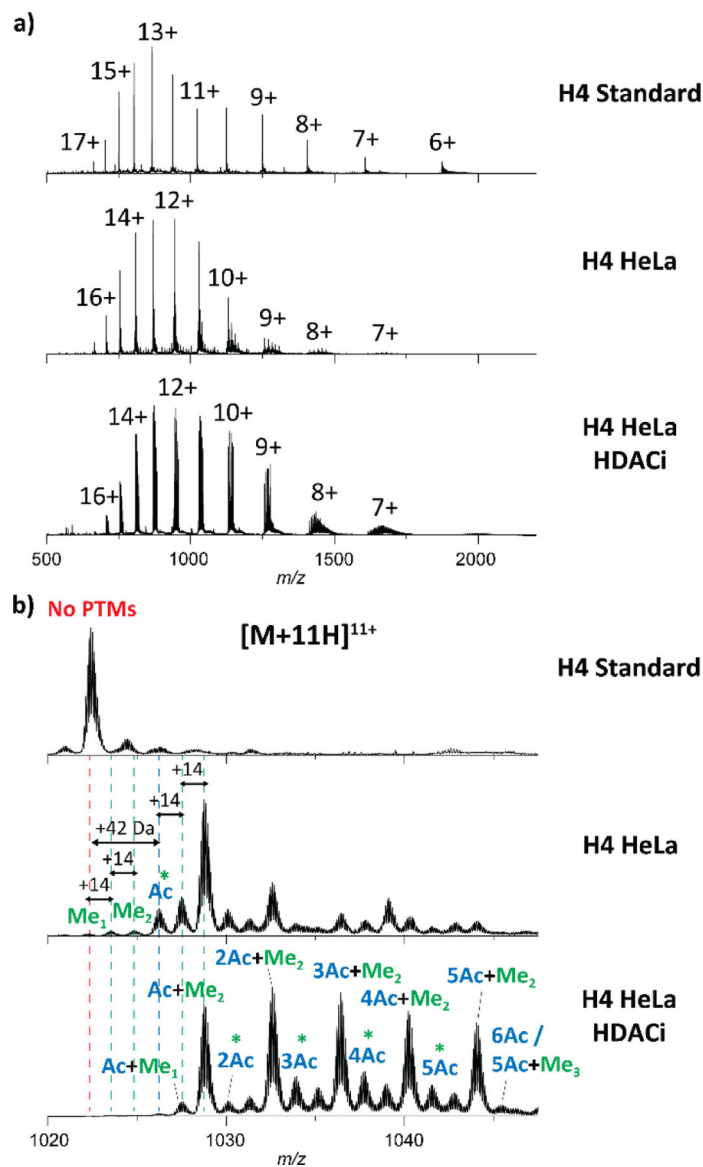 a)
13+
15+
11+
17+
9+
8+
7+
6+
H4 Standard
12+
14+
16+
10+
9+
8+
7+
H4 HeLa
12+
14+
16+
10+
9+
8+
7+
H4 HeLa
HDACi
500 1000 1500 2000
m/z
b)
No PTMs
[M+11H]¹¹⁺
H4 Standard
+14
+14
+42 Da
+14
+14
*
Ac
Me₁
Me₂
H4 HeLa
2Ac+Me₂
3Ac+Me₂
4Ac+Me₂
5Ac+Me₂
Ac+Me₂
*
2Ac
*
3Ac
*
4Ac
*
5Ac
6Ac /
5Ac+Me₃
Ac+Me₁
H4 HeLa
HDACi
1020 1030 1040
m/z